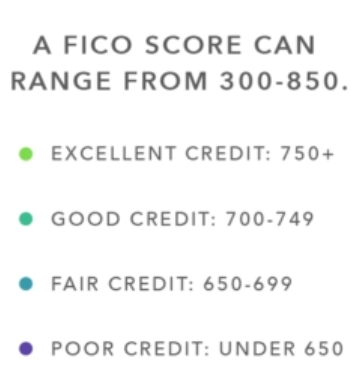 A FICO SCORE CAN
RANGE FROM 300-850.
EXCELLENT CREDIT: 750+
GOOD CREDIT: 700-749
FAIR CREDIT: 650-699
POOR CREDIT: UNDER 650